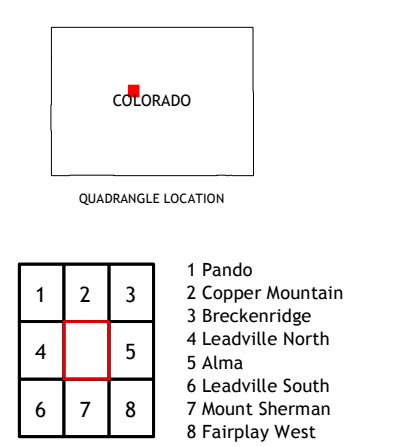 COLORADO
QUADRANGLE LOCATION
1 2 3
4 5
6 7 8
1 Pando
2 Copper Mountain
3 Breckenridge
4 Leadville North
5 Alma
6 Leadville South
7 Mount Sherman
8 Fairplay West